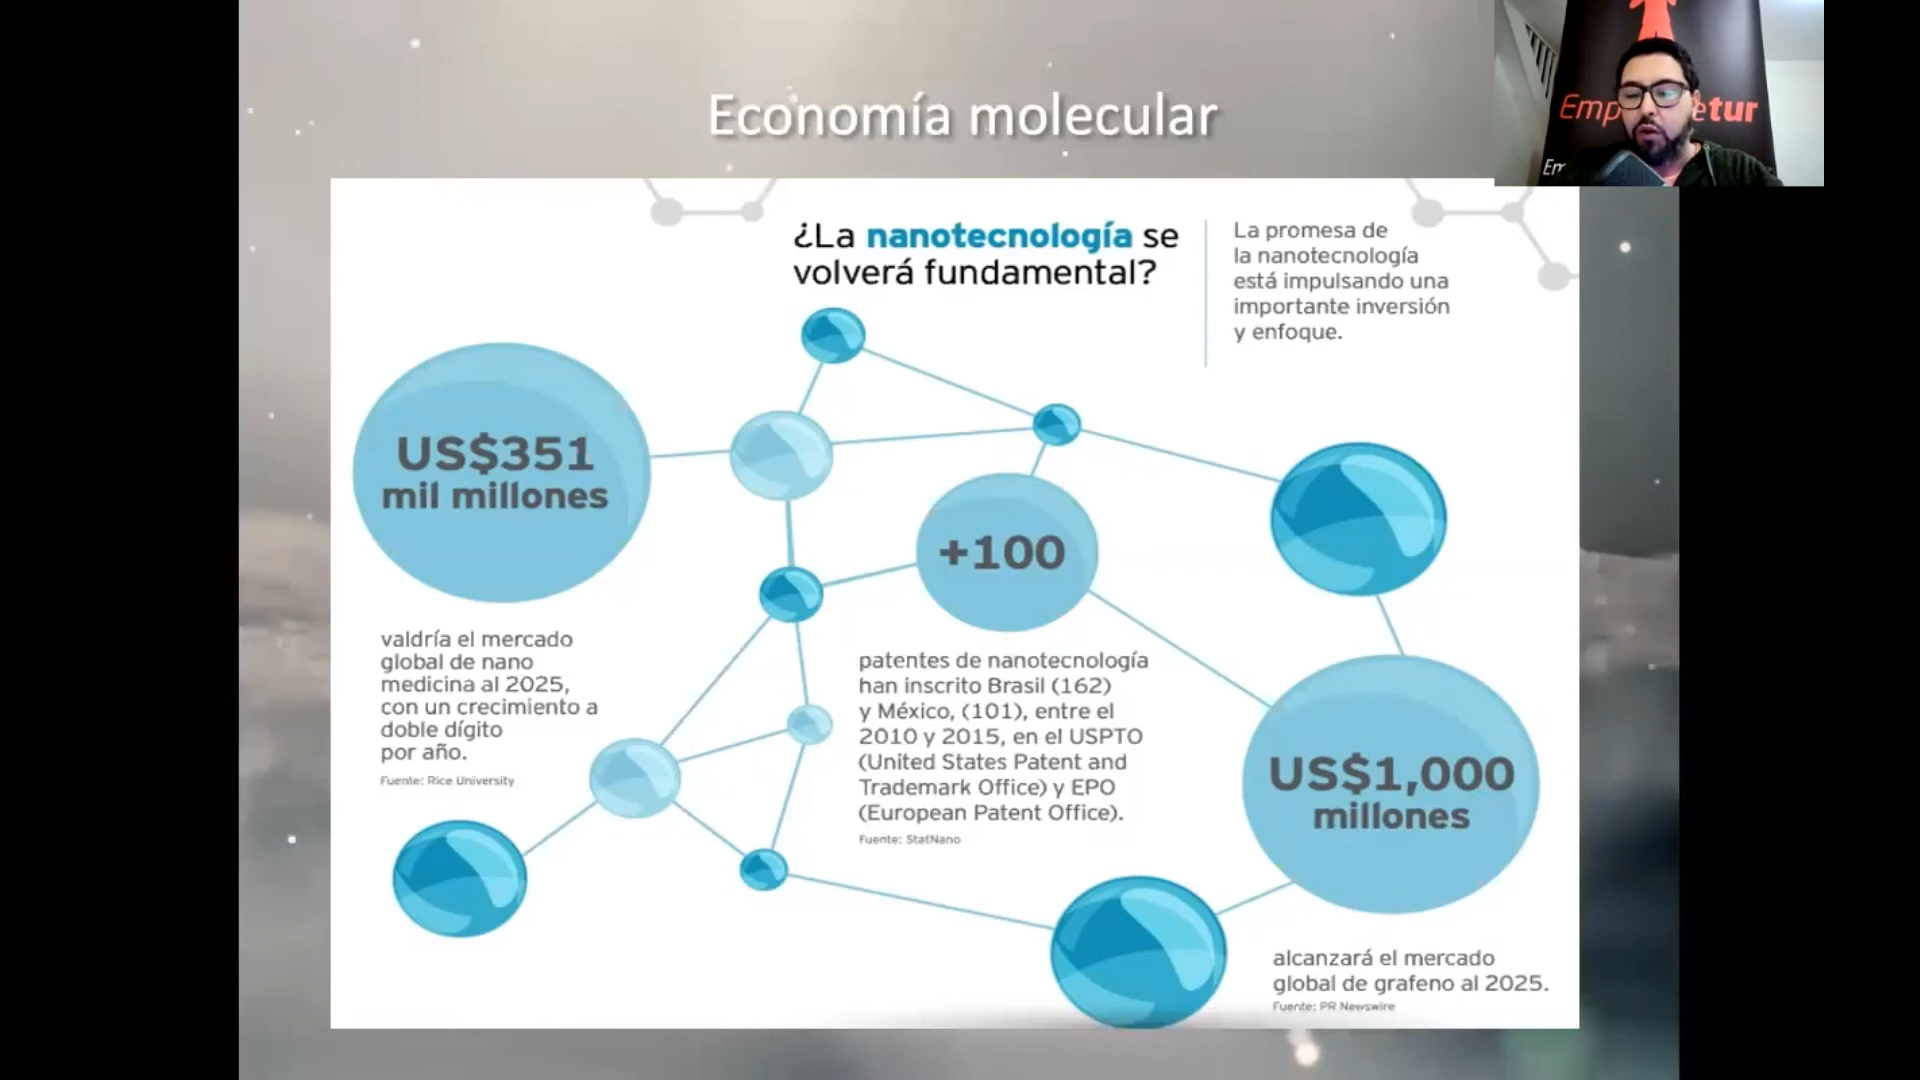 Economía molecular
Emp etur
Em
¿La nanotecnología se
volverá fundamental?
La promesa de
la nanotecnología
está impulsando una
importante inversión
y enfoque.
US$351
mil millones
valdría el mercado
global de nano
medicina al 2025,
con un crecimiento a
doble dígito
por año.
Fuente: Rice University
+100
patentes de nanotecnología
han inscrito Brasil (162)
y México, (101), entre el
2010 y 2015, en el USPTO
(United States Patent and
Trademark Office) y EPO
(European Patent Office).
Fuente: StatNano
US$1,000
millones
alcanzará el mercado
global de grafeno al 2025.
Fuente: PR Newswire